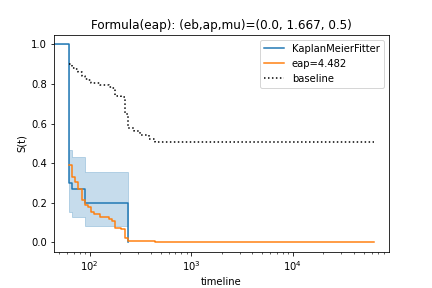 Formula(eap): (eb,ap,mu)=(0.0, 1.667, 0.5)
KaplanMeierFitter
eap=4.482
baseline
S(t)
1.0
0.8
0.6
0.4
0.2
0.0
10²
10³
10⁴
timeline